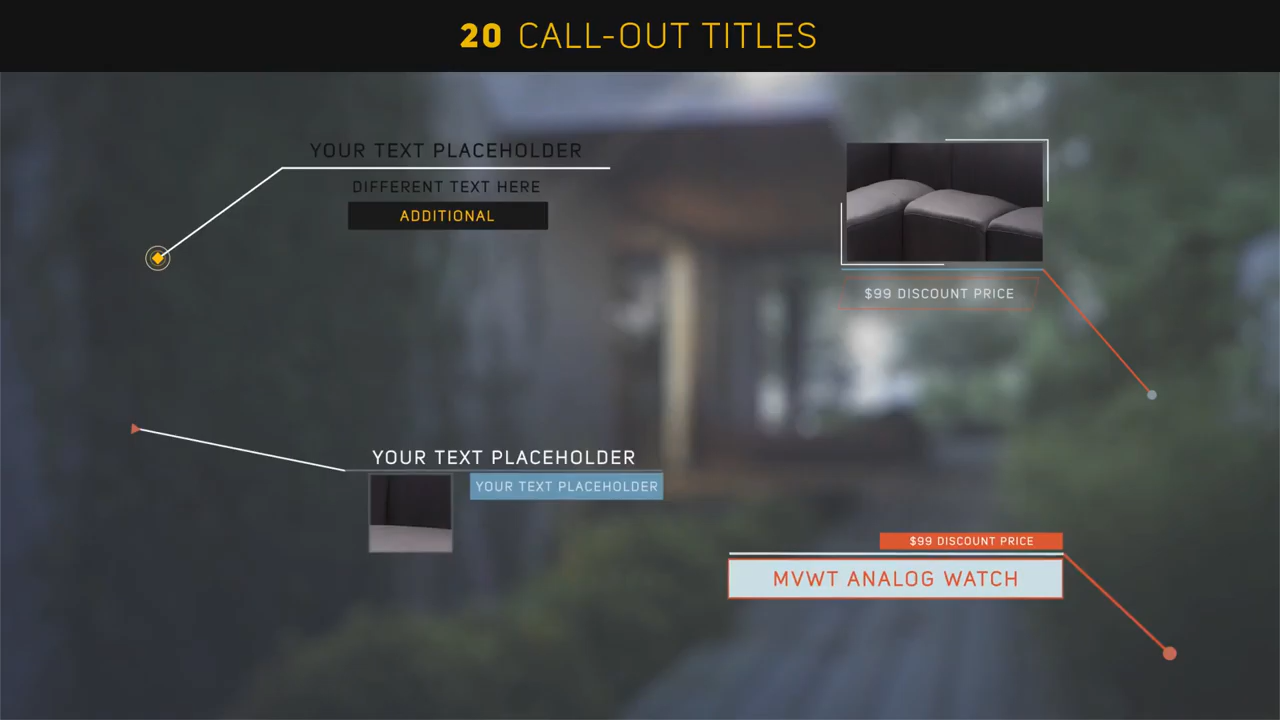 20 CALL-OUT TITLES
YOUR TEXT PLACEHOLDER
DIFFERENT TEXT HERE
ADDITIONAL
$99 DISCOUNT PRICE
YOUR TEXT PLACEHOLDER
YOUR TEXT PLACEHOLDER
$99 DISCOUNT PRICE
MVWT ANALOG WATCH